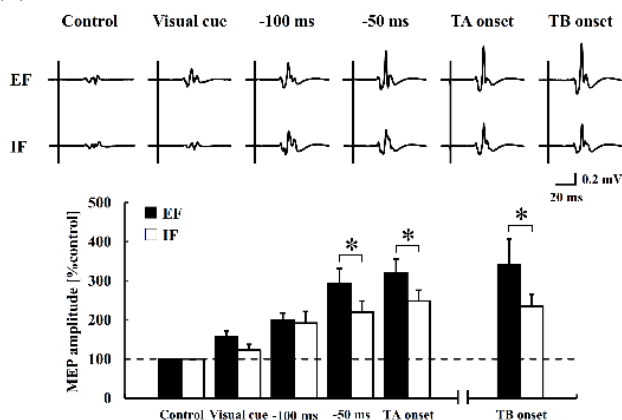 Control Visual cue -100 ms -50 ms TA onset TB onset
EF
IF
0.2 mV
20 ms
MEP amplitude [%control]
500
400
300
200
100
0
EF
IF
* * *
Control Visual cue -100 ms -50 ms TA onset TB onset